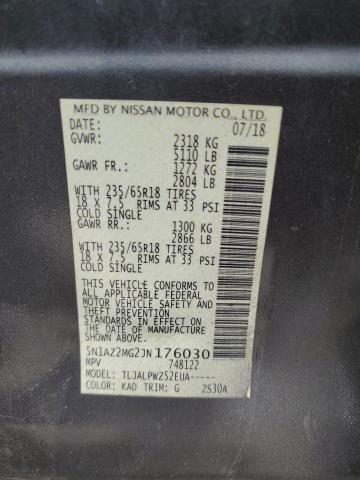 MFD BY NISSAN MOTOR CO., LTD.
DATE: 07/18
GVWR: 2318 KG
5110 LB
GAWR FR.: 1272 KG
2804 LB
WITH 235/65R18 TIRES
18 X 7.5 RIMS AT 33 PSI
COLD SINGLE
GAWR RR.: 1300 KG
2866 LB
WITH 235/65R18 TIRES
18 X 7.5 RIMS AT 33 PSI
COLD SINGLE
THIS VEHICLE CONFORMS TO
ALL APPLICABLE FEDERAL
MOTOR VEHICLE SAFETY AND
THEFT PREVENTION STANDARDS
IN EFFECT ON THE DATE OF
MANUFACTURE SHOWN ABOVE.
5N1AZ2MG2JN176030
MPV 748122
MODEL: TLJALPWZ52EUA-----
COLOR: KAD TRIM: G 2S30A